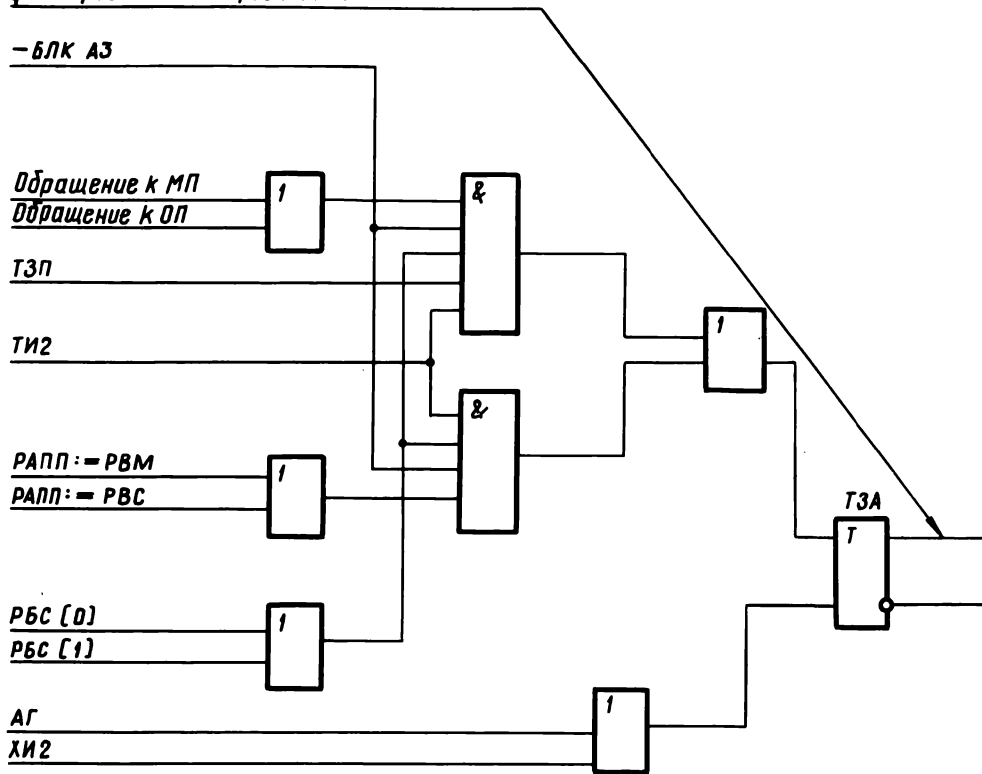 -БЛК АЗ
Обращение к МП
Обращение к ОП
1
&
ТЗП
ТИ2
1
&
РАПП:=РВМ
РАПП:=РВС
1
ТЗА
Т
РБС [0]
РБС [1]
1
АГ
ХИ2
1